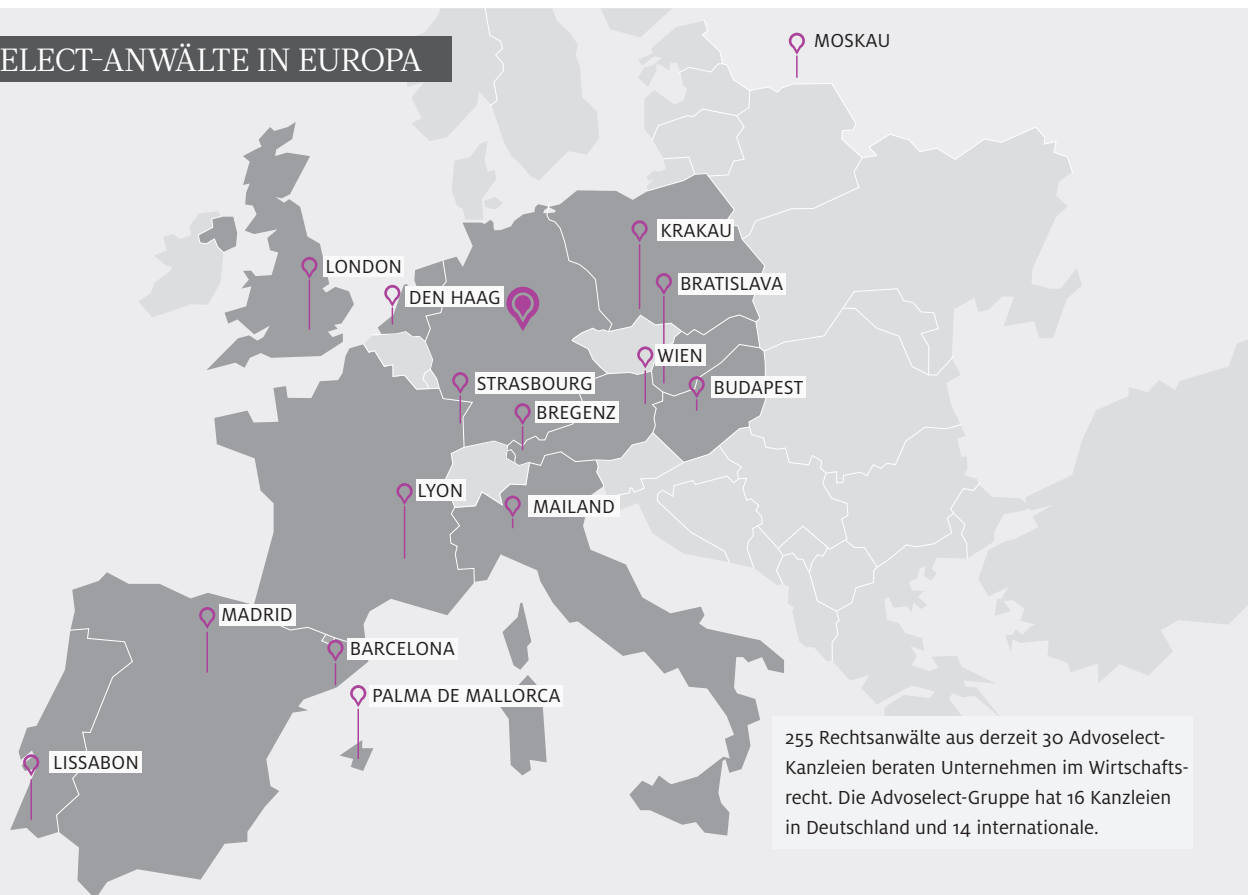 ELECT-ANWÄLTE IN EUROPA
MOSKAU
KRAKAU
LONDON
BRATISLAVA
DEN HAAG
WIEN
STRASBOURG
BUDAPEST
BREGENZ
LYON
MAILAND
MADRID
BARCELONA
PALMA DE MALLORCA
LISSABON
255 Rechtsanwälte aus derzeit 30 Advoselect-
Kanzleien beraten Unternehmen im Wirtschafts-
recht. Die Advoselect-Gruppe hat 16 Kanzleien
in Deutschland und 14 internationale.